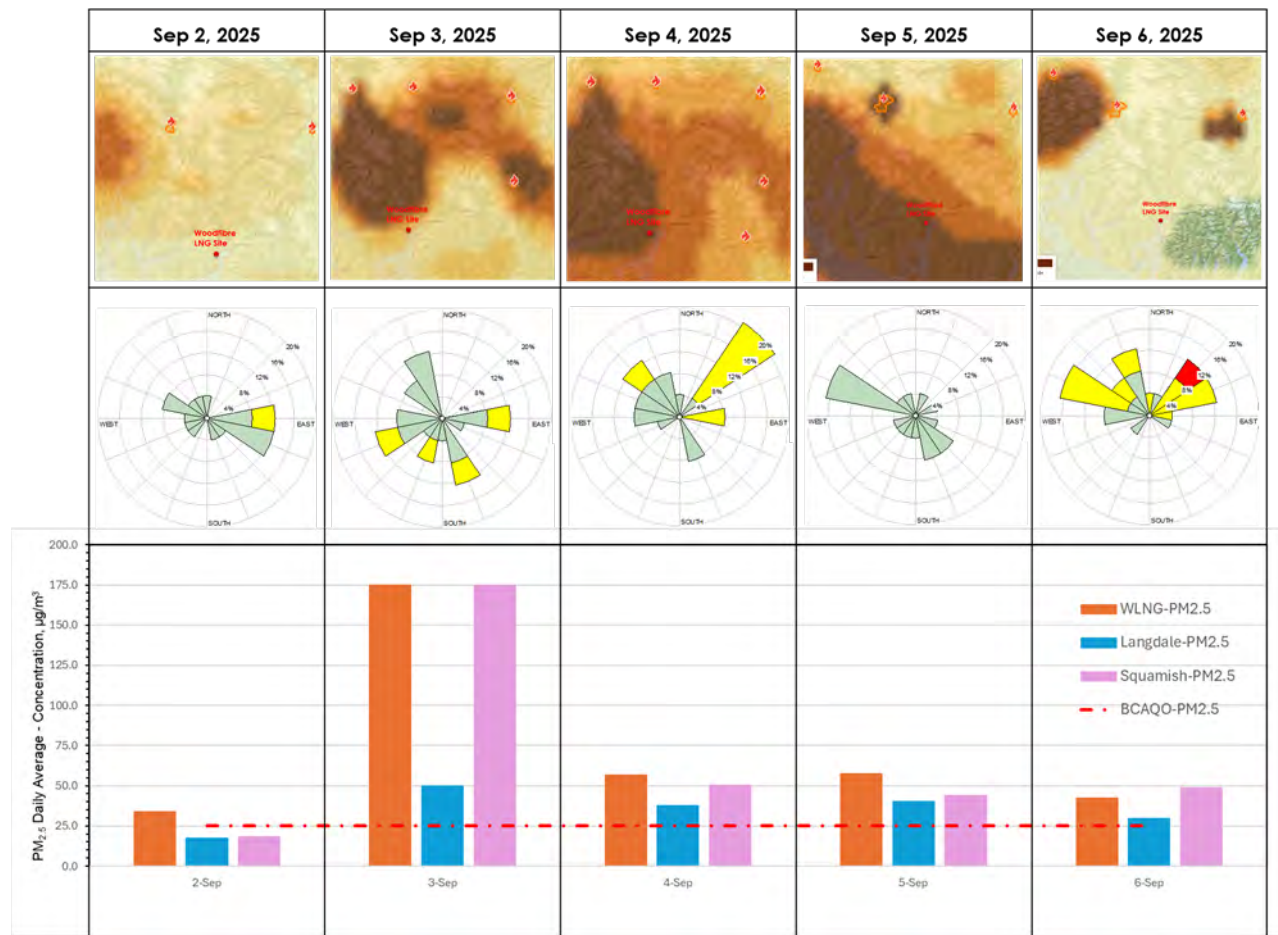 Sep 2, 2025
Sep 3, 2025
Sep 4, 2025
Sep 5, 2025
Sep 6, 2025
Woodfibre
LNG Site
Woodfibre
LNG Site
Woodfibre
LNG Site
Woodfibre
LNG Site
Woodfibre
LNG Site
NORTH
20%
16%
12%
8%
4%
WEST
EAST
SOUTH
NORTH
20%
16%
12%
8%
4%
WEST
EAST
SOUTH
NORTH
20%
16%
12%
8%
4%
WEST
EAST
SOUTH
NORTH
20%
16%
12%
8%
4%
WEST
EAST
SOUTH
NORTH
20%
16%
12%
8%
4%
WEST
EAST
SOUTH
PM2.5 Daily Average - Concentration, µg/m³
200.0
175.0
150.0
125.0
100.0
75.0
50.0
25.0
0.0
WLNG-PM2.5
Langdale-PM2.5
Squamish-PM2.5
BCAQO-PM2.5
2-Sep
3-Sep
4-Sep
5-Sep
6-Sep